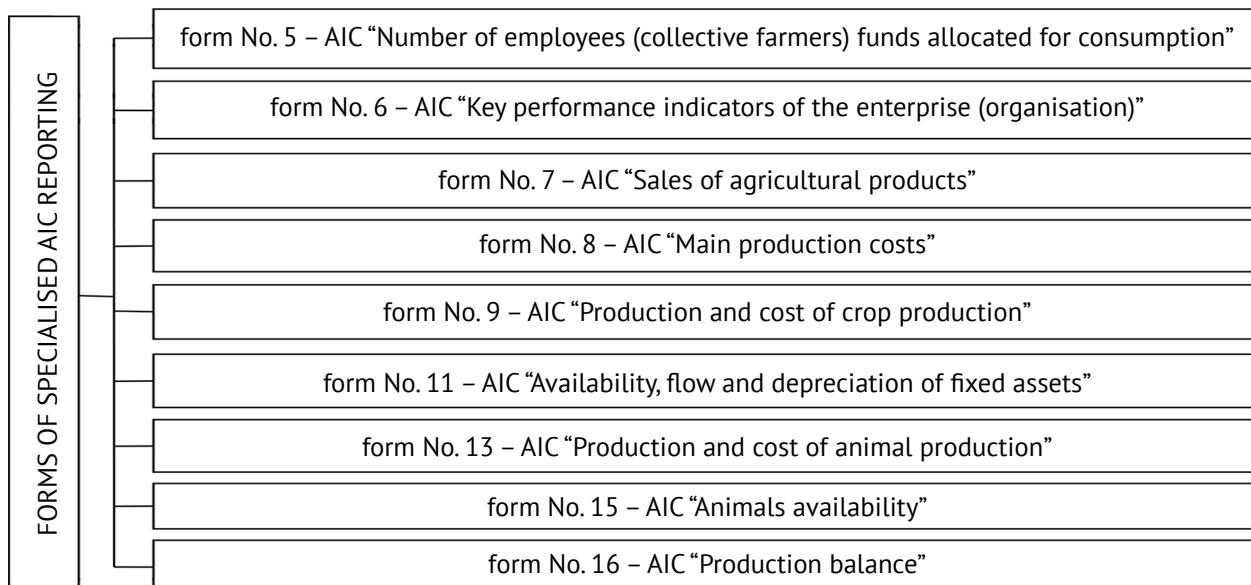 FORMS OF SPECIALISED AIC REPORTING
form No. 5 – AIC “Number of employees (collective farmers) funds allocated for consumption”
form No. 6 – AIC “Key performance indicators of the enterprise (organisation)”
form No. 7 – AIC “Sales of agricultural products”
form No. 8 – AIC “Main production costs”
form No. 9 – AIC “Production and cost of crop production”
form No. 11 – AIC “Availability, flow and depreciation of fixed assets”
form No. 13 – AIC “Production and cost of animal production”
form No. 15 – AIC “Animals availability”
form No. 16 – AIC “Production balance”